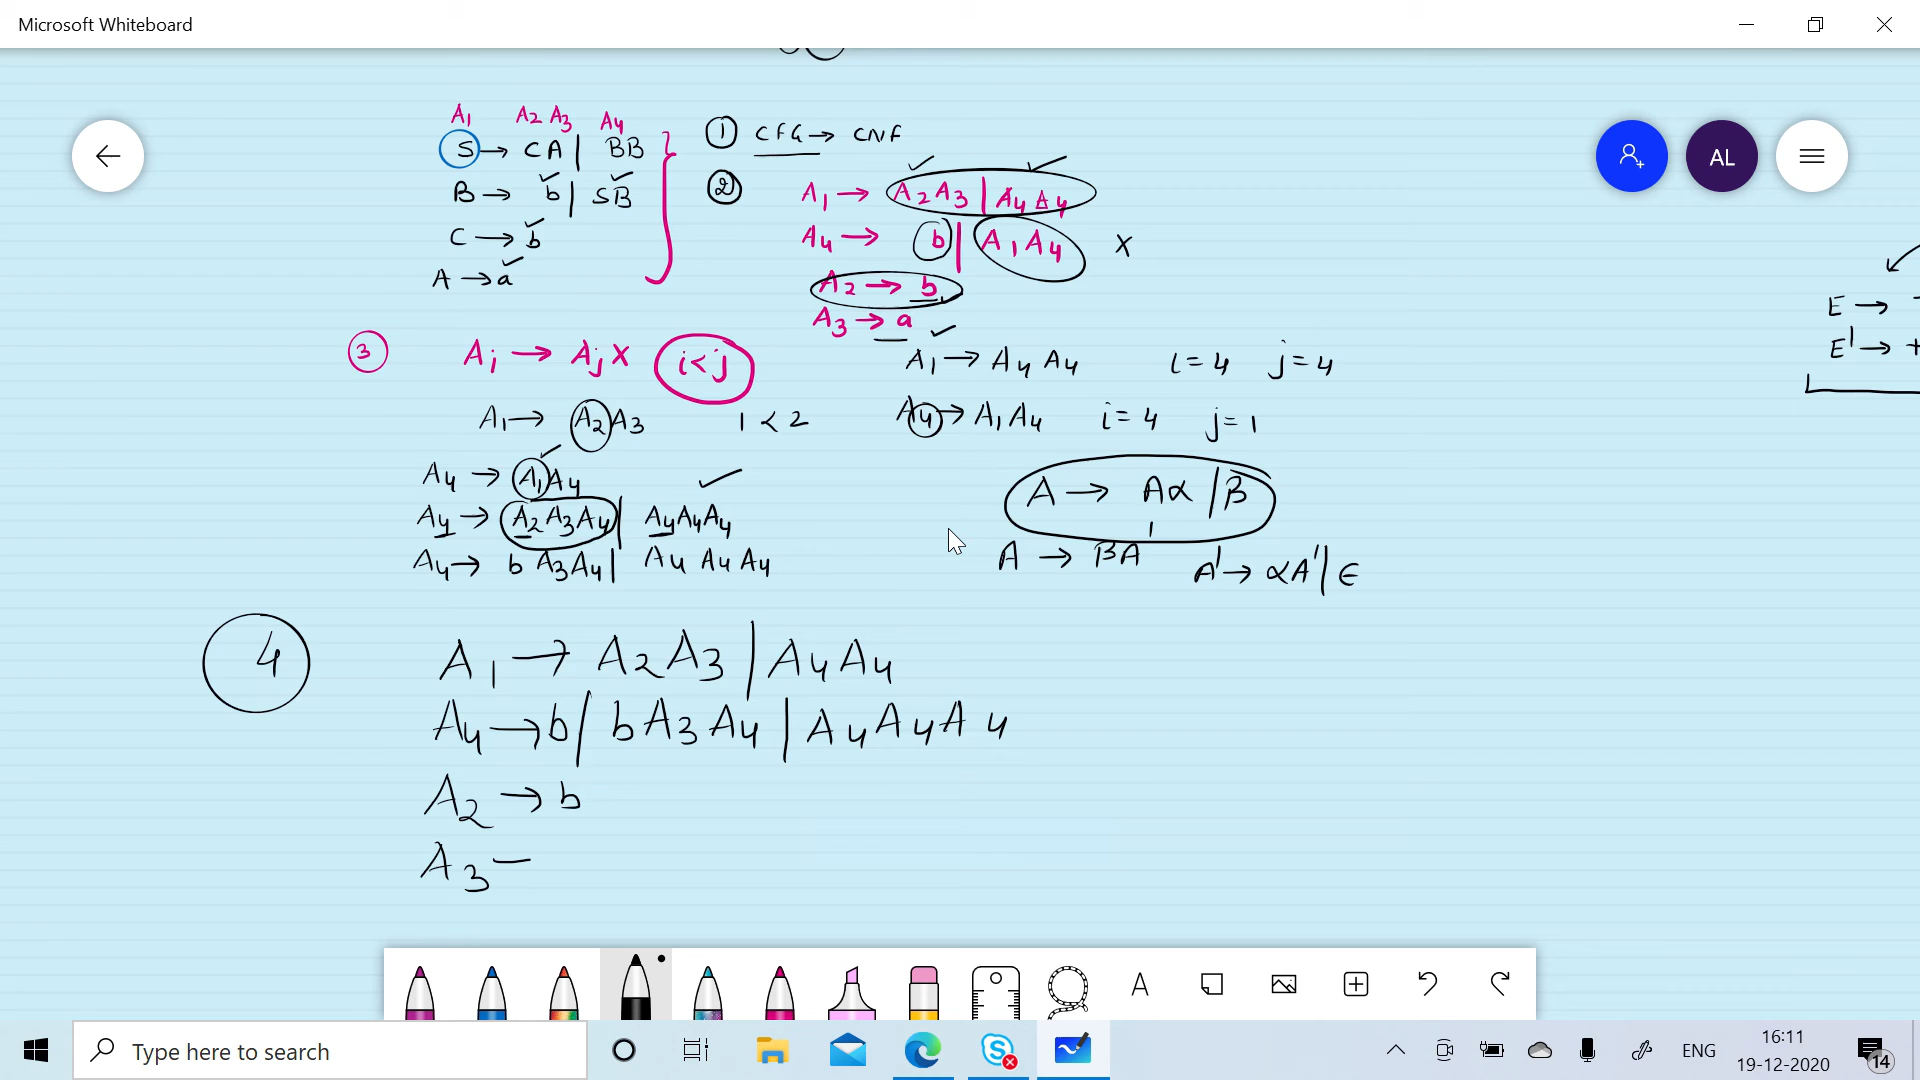 Microsoft Whiteboard
A1 A2 A3 A4
S → CA | BB
B → b | SB
C → b
A → a
① CFG → CNF
②
A1 → A2A3 | A4A4
A4 → b | A1A4 X
A2 → b
A3 → a
AL
E →
E' → +
③ Ai → AjX i<j
A1 → A2A3 1 < 2
A4 → A1A4
A4 → A2A3A4 | A4A4A4
A4 → bA3A4 | A4A4A4
A1 → A4A4 i=4 j=4
A4 → A1A4 i=4 j=1
A → Aα | β
A → βA' A' → αA' | ϵ
4
A1 → A2A3 | A4A4
A4 → b | bA3A4 | A4A4A4
A2 → b
A3 –
A
Type here to search
ENG
16:11
19-12-2020
14